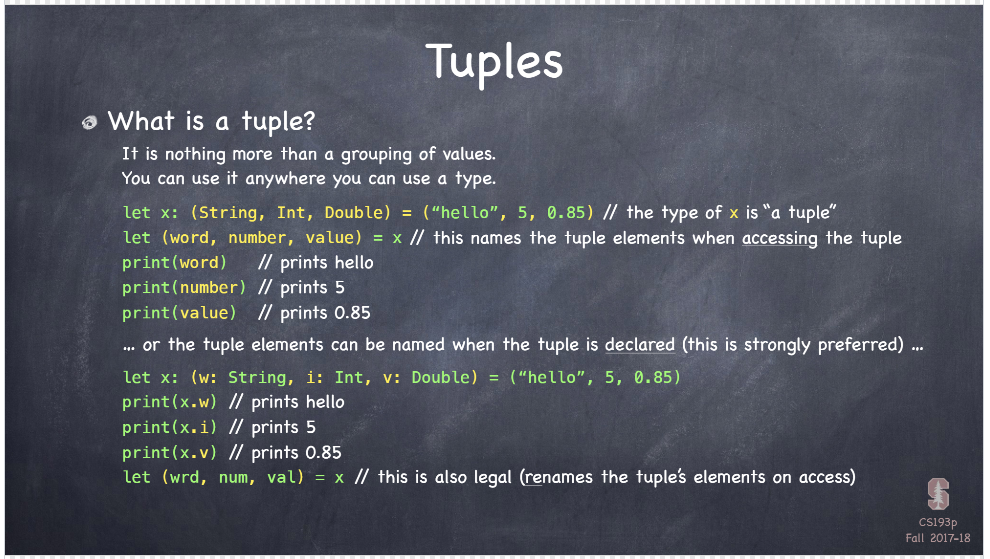 Tuples
What is a tuple?
It is nothing more than a grouping of values.
You can use it anywhere you can use a type.
let x: (String, Int, Double) = (“hello”, 5, 0.85) // the type of x is “a tuple”
let (word, number, value) = x // this names the tuple elements when accessing the tuple
print(word) // prints hello
print(number) // prints 5
print(value) // prints 0.85
... or the tuple elements can be named when the tuple is declared (this is strongly preferred) ...
let x: (w: String, i: Int, v: Double) = (“hello”, 5, 0.85)
print(x.w) // prints hello
print(x.i) // prints 5
print(x.v) // prints 0.85
let (wrd, num, val) = x // this is also legal (renames the tuple’s elements on access)
CS193p
Fall 2017-18